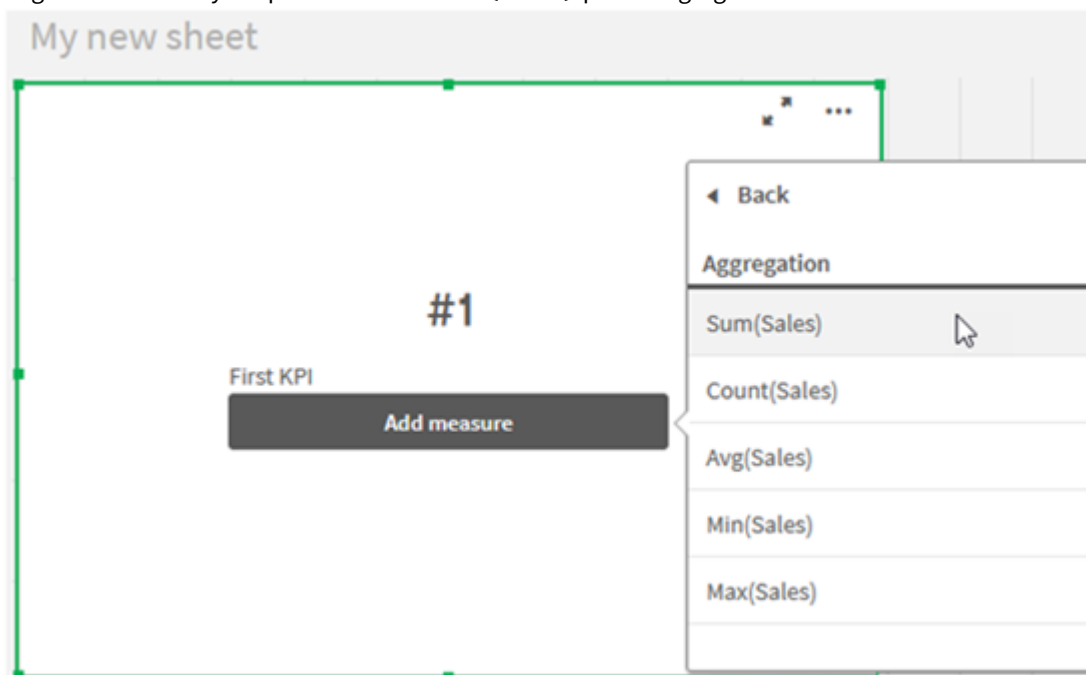 My new sheet
#1
First KPI
Add measure
Back
Aggregation
Sum(Sales)
Count(Sales)
Avg(Sales)
Min(Sales)
Max(Sales)